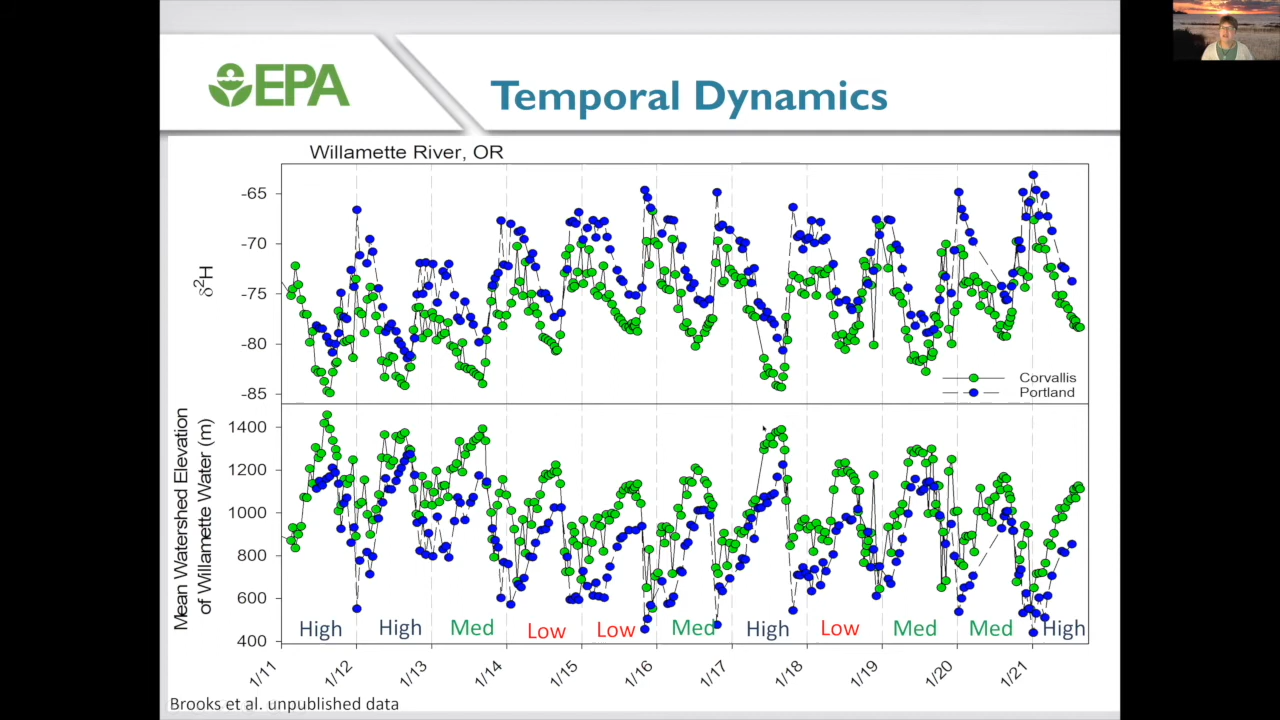 EPA
Temporal Dynamics
Willamette River, OR
δ²H
-65
-70
-75
-80
-85
Corvallis
Portland
Mean Watershed Elevation
of Willamette Water (m)
1400
1200
1000
800
600
400
High
High
Med
Low
Low
Med
High
Low
Med
Med
High
1/11
1/12
1/13
1/14
1/15
1/16
1/17
1/18
1/19
1/20
1/21
Brooks et al. unpublished data